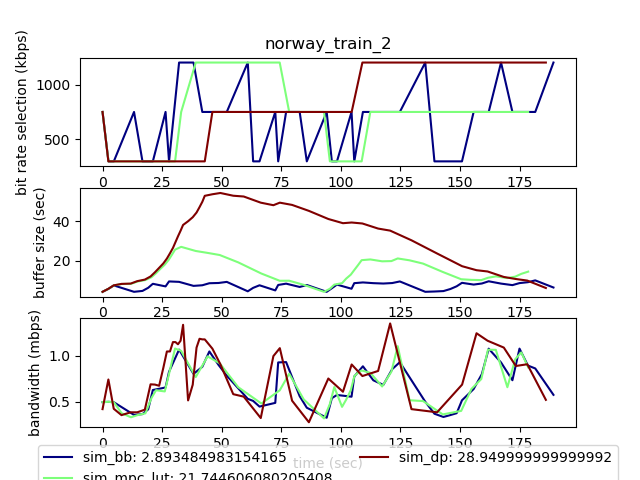 norway_train_2
bit rate selection (kbps)
1000
500
0 25 50 75 100 125 150 175
buffer size (sec)
40
20
0 25 50 75 100 125 150 175
bandwidth (mbps)
1.0
0.5
0 25 50 75 100 125 150 175
time (sec)
sim_bb: 2.893484983154165
sim_dp: 28.949999999999992
sim_mpc_lut: 21.744606080205408